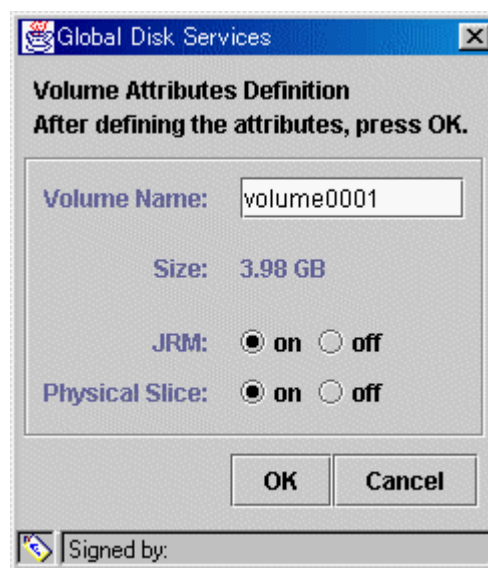 Global Disk Services
Volume Attributes Definition
After defining the attributes, press OK.
Volume Name: volume0001
Size: 3.98 GB
JRM: on off
Physical Slice: on off
OK Cancel
Signed by: